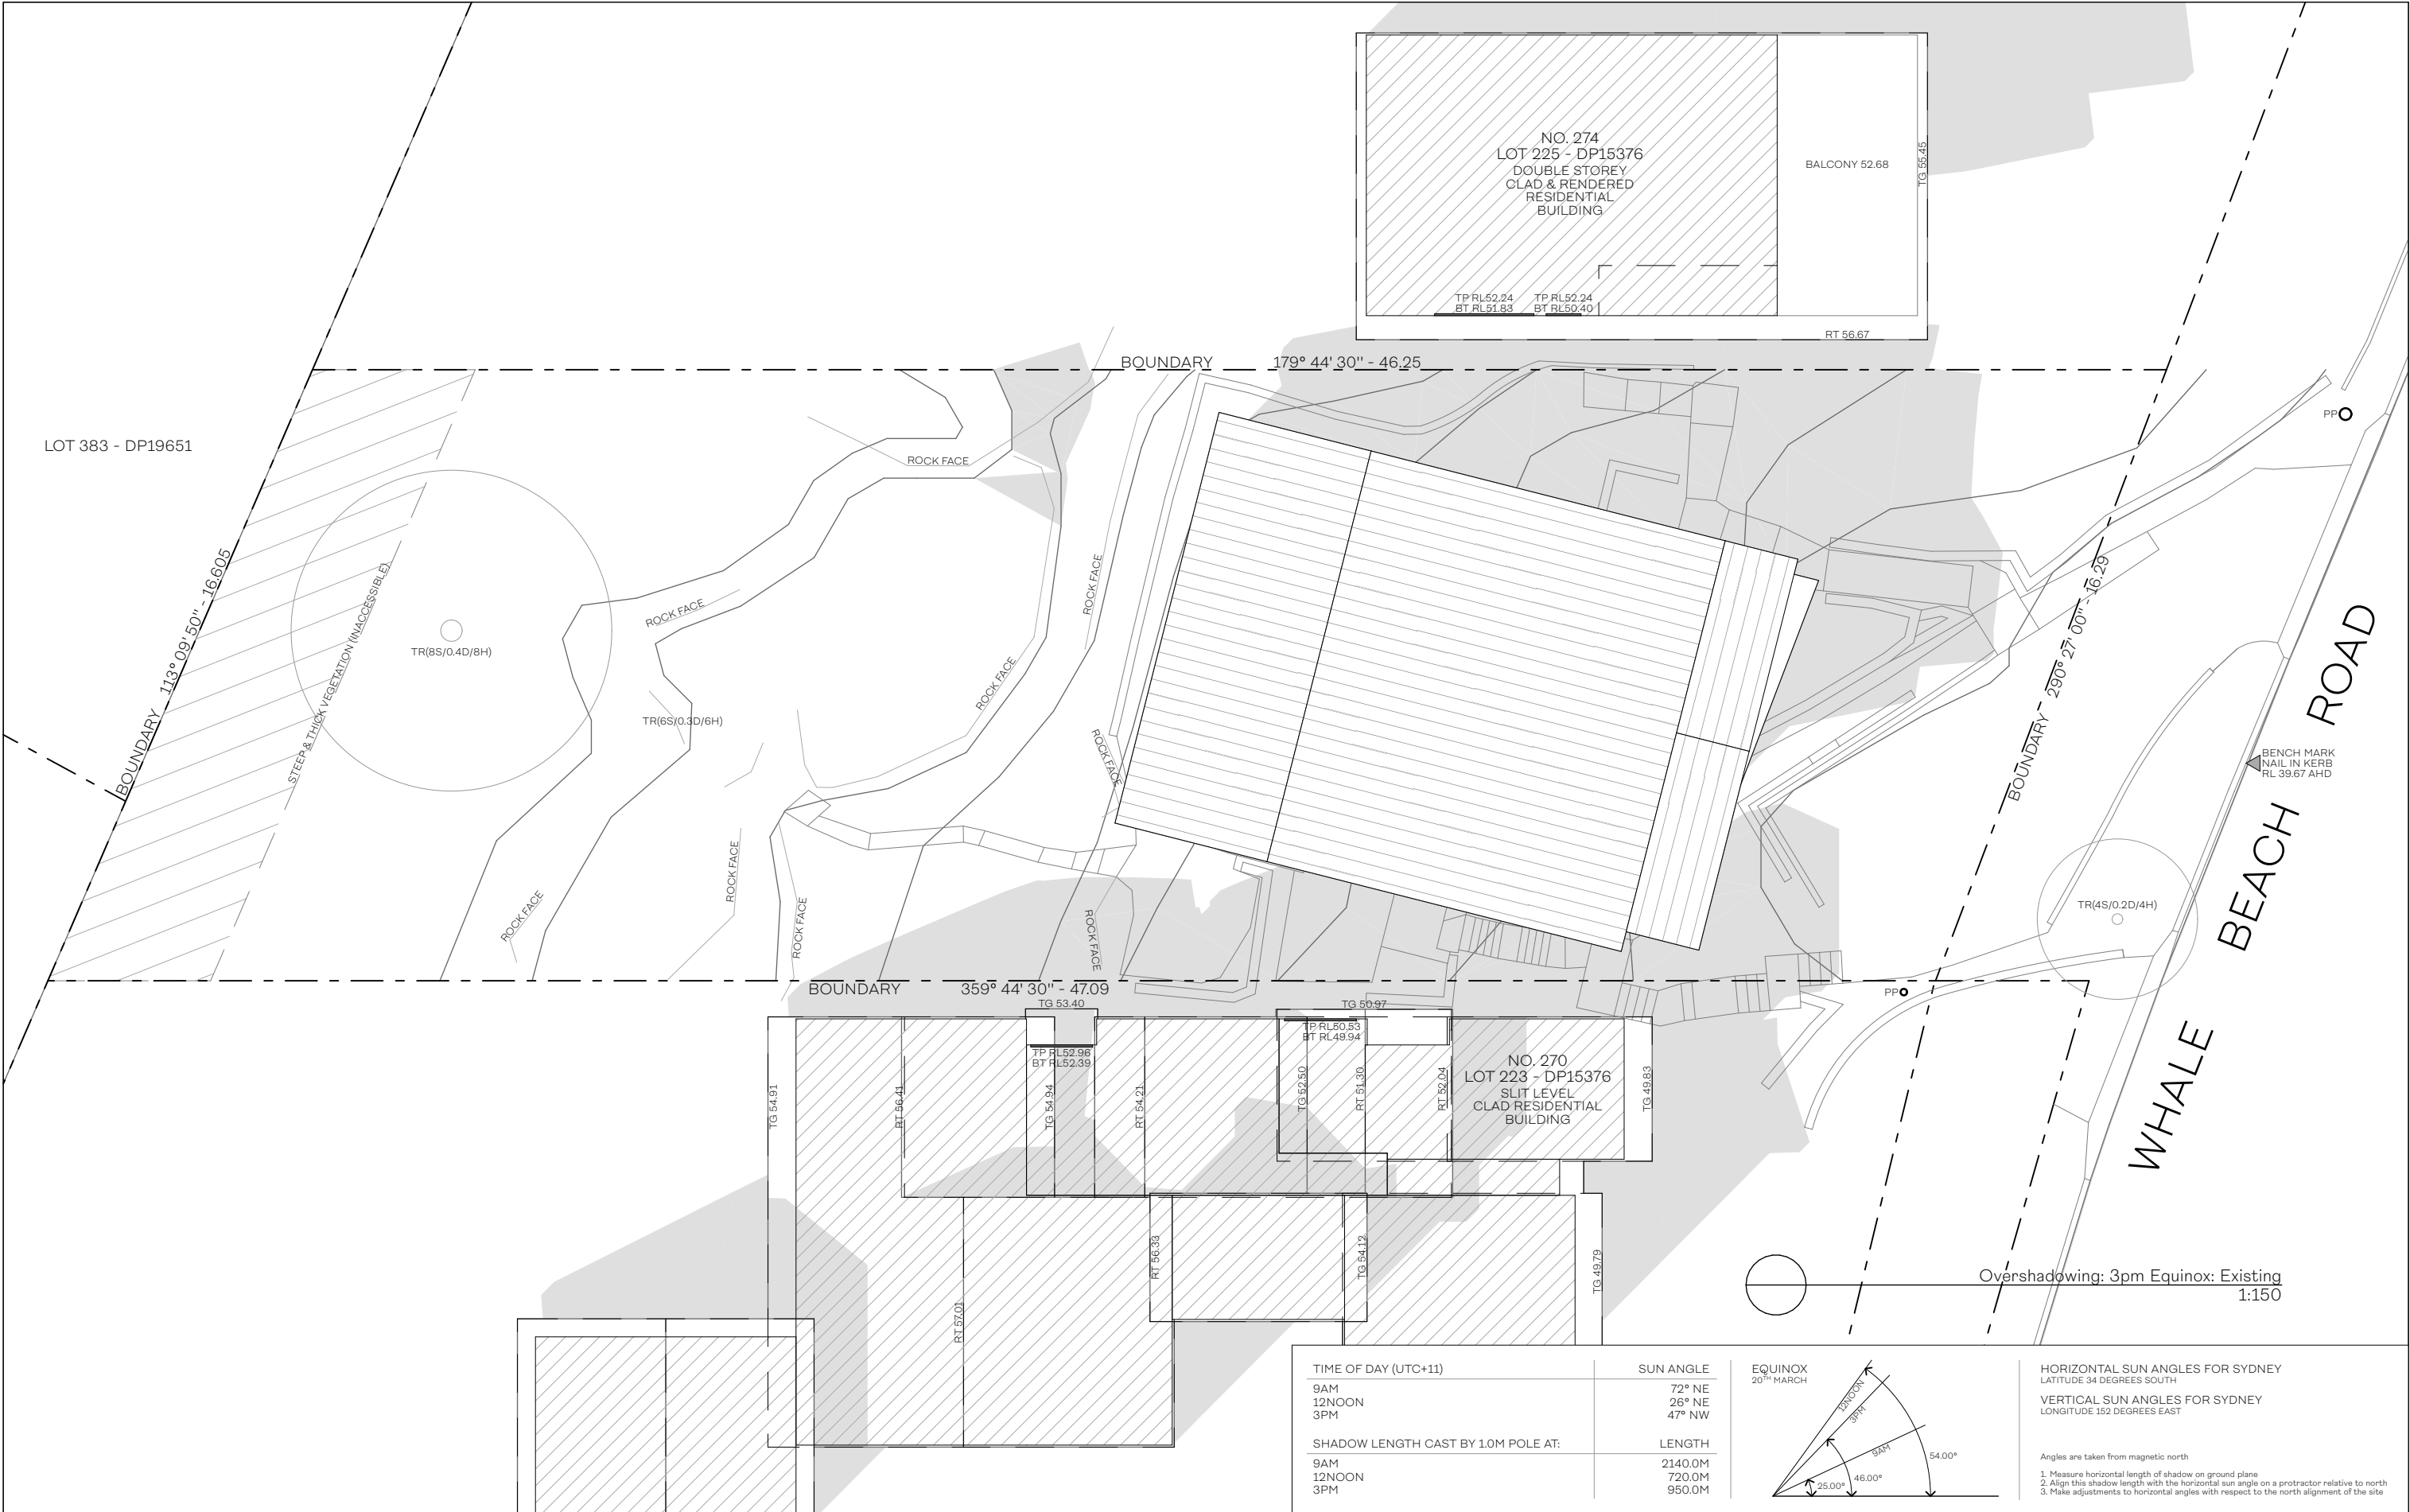 NO. 274
LOT 225 - DP15376
DOUBLE STOREY
CLAD & RENDERED
RESIDENTIAL
BUILDING
BALCONY 52.68
TG 55.45
TP RL52.24
BT RL51.83
TP RL52.24
BT RL50.40
RT 56.67
BOUNDARY 179° 44' 30'' - 46.25
LOT 383 - DP19651
PP
ROCK FACE
ROCK FACE
ROCK FACE
ROCK FACE
ROCK FACE
ROCK FACE
ROCK FACE
ROCK FACE
ROCK FACE
BOUNDARY 113° 09' 50'' - 16.605
STEEP & THICK VEGETATION (INACCESSIBLE)
TR(8S/0.4D/8H)
TR(6S/0.3D/6H)
BOUNDARY 290° 27' 00'' - 16.29
BENCH MARK
NAIL IN KERB
RL 39.67 AHD
WHALE BEACH ROAD
TR(4S/0.2D/4H)
PP
BOUNDARY 359° 44' 30'' - 47.09
TG 53.40
TG 50.97
TP RL50.53
BT RL49.94
TP RL52.96
BT RL52.39
NO. 270
LOT 223 - DP15376
SLIT LEVEL
CLAD RESIDENTIAL
BUILDING
TG 54.91
RT 56.41
TG 54.94
RT 54.21
TG 52.50
RT 51.30
RT 52.04
TG 49.83
RT 56.33
TG 54.12
TG 49.79
RT 57.01
Overshadowing: 3pm Equinox: Existing
1:150
TIME OF DAY (UTC+11) SUN ANGLE
9AM 72° NE
12NOON 26° NE
3PM 47° NW
SHADOW LENGTH CAST BY 1.0M POLE AT: LENGTH
9AM 2140.0M
12NOON 720.0M
3PM 950.0M
EQUINOX
20TH MARCH
12NOON
3PM
9AM
25.00°
46.00°
54.00°
HORIZONTAL SUN ANGLES FOR SYDNEY
LATITUDE 34 DEGREES SOUTH
VERTICAL SUN ANGLES FOR SYDNEY
LONGITUDE 152 DEGREES EAST
Angles are taken from magnetic north
1. Measure horizontal length of shadow on ground plane
2. Align this shadow length with the horizontal sun angle on a protractor relative to north
3. Make adjustments to horizontal angles with respect to the north alignment of the site